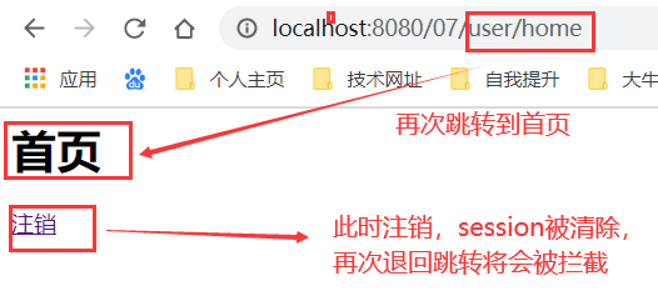 localhost:8080/07/user/home
应用 个人主页 技术网址 自我提升 大牛
再次跳转到首页
首页
注销
此时注销，session被清除，
再次退回跳转将会被拦截